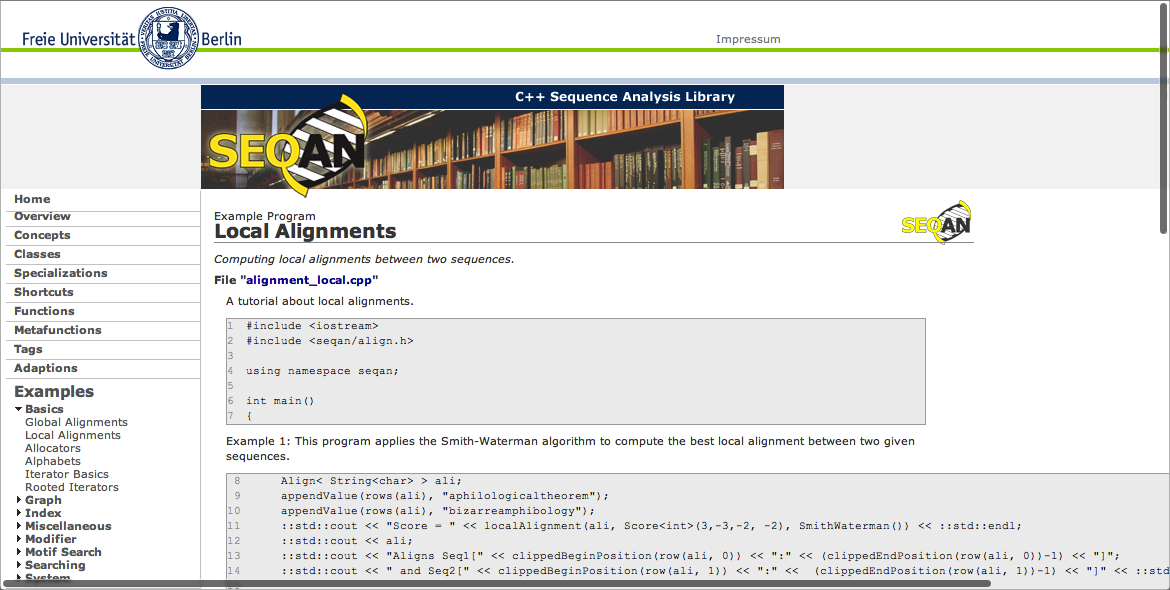 Freie Universität Berlin
Impressum
C++ Sequence Analysis Library
SEQAN
Home
Overview
Concepts
Classes
Specializations
Shortcuts
Functions
Metafunctions
Tags
Adaptions
Examples
Basics
Global Alignments
Local Alignments
Allocators
Alphabets
Iterator Basics
Rooted Iterators
Graph
Index
Miscellaneous
Modifier
Motif Search
Searching
System
Example Program
Local Alignments
SEQAN
Computing local alignments between two sequences.
File "alignment_local.cpp"
A tutorial about local alignments.
1 #include <iostream>
2 #include <seqan/align.h>
3
4 using namespace seqan;
5
6 int main()
7 {
Example 1: This program applies the Smith-Waterman algorithm to compute the best local alignment between two given
sequences.
8 Align< String<char> > ali;
9 appendValue(rows(ali), "aphilologicaltheorem");
10 appendValue(rows(ali), "bizarreamphibology");
11 ::std::cout << "Score = " << localAlignment(ali, Score<int>(3,-3,-2, -2), SmithWaterman()) << ::std::endl;
12 ::std::cout << ali;
13 ::std::cout << "Aligns Seq1[" << clippedBeginPosition(row(ali, 0)) << ":" << (clippedEndPosition(row(ali, 0))-1) << "]";
14 ::std::cout << " and Seq2[" << clippedBeginPosition(row(ali, 1)) << ":" << (clippedEndPosition(row(ali, 1))-1) << "]" << ::std